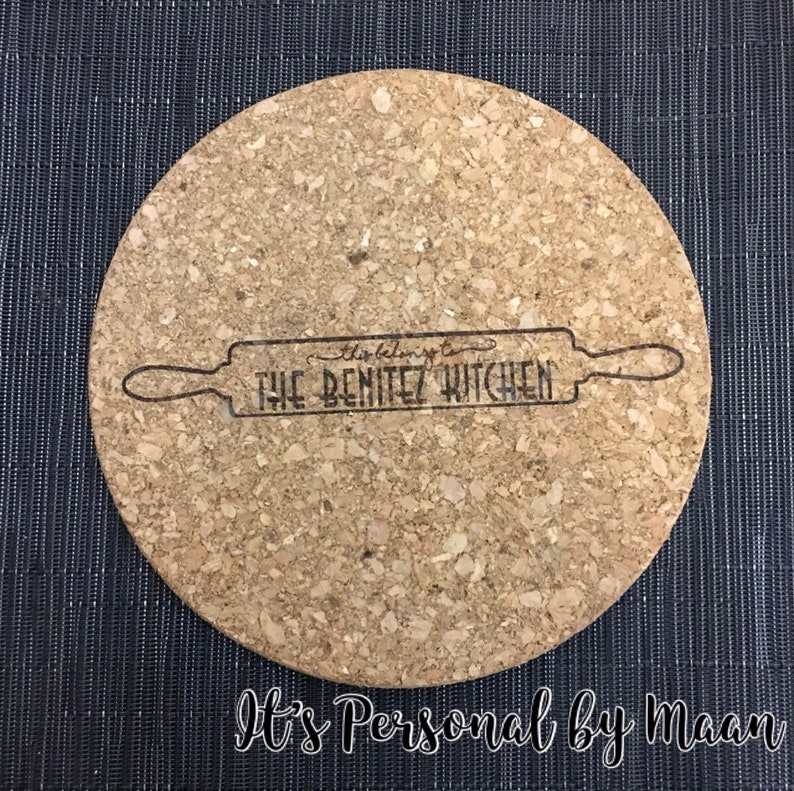 this belongs to
THE BENITEZ KITCHEN
It's Personal by Maan